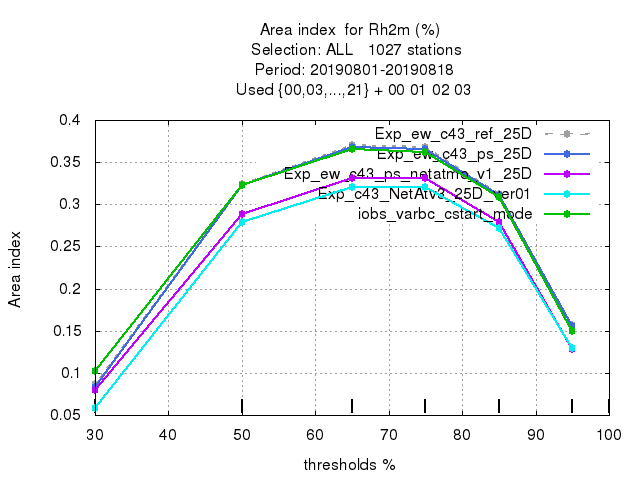 Area index for Rh2m (%)
Selection: ALL 1027 stations
Period: 20190801-20190818
Used {00,03,...,21} + 00 01 02 03
0.4
0.35
0.3
0.25
0.2
0.15
0.1
0.05
Area index
Exp_ew_c43_ref_25D
Exp_ew_c43_ps_25D
Exp_ew_c43_ps_netatmo_v1_25D
Exp_c43_NetAtv3_25D_ver01
iobs_varbc_cstart_mode
30 40 50 60 70 80 90 100
thresholds %